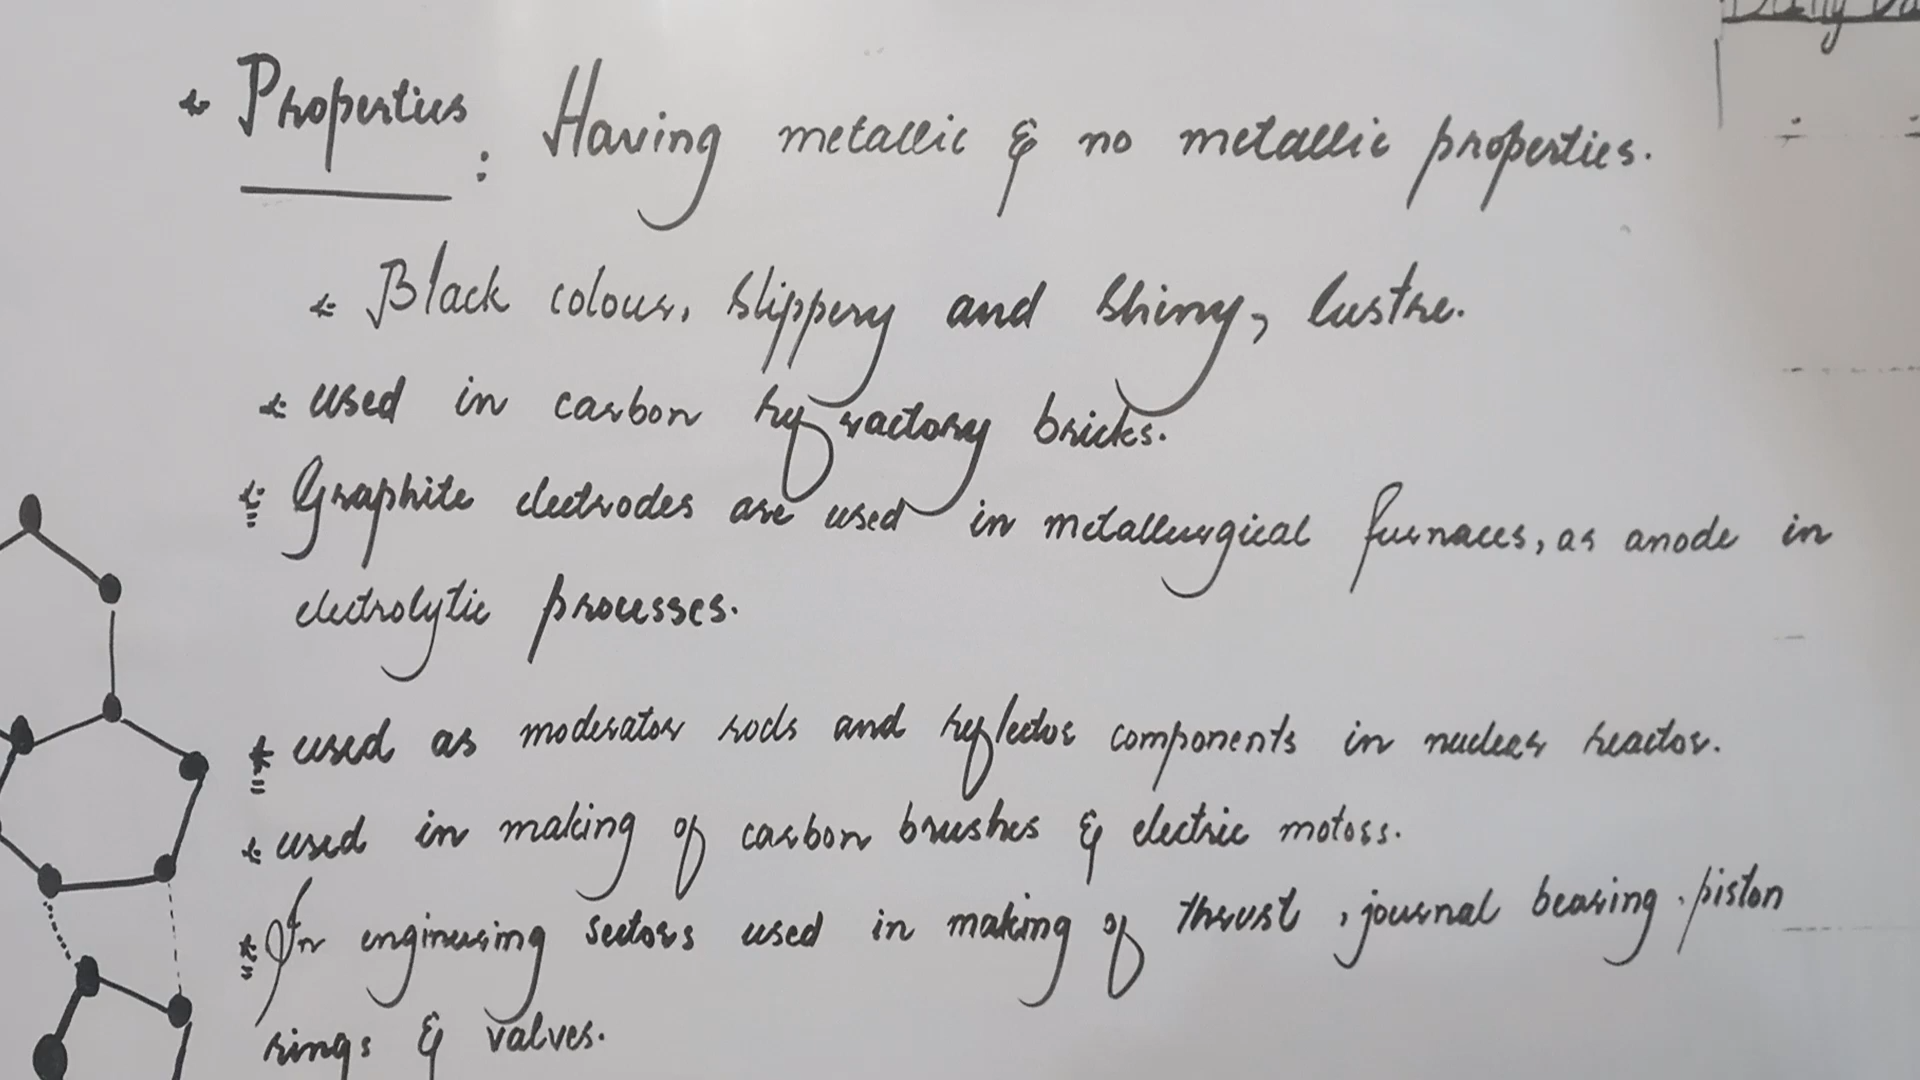 * Properties : Having metallic & no metallic properties.
* Black colour, slippery and shiny, lustre.
* used in carbon refractory bricks.
* Graphite electrodes are used in metallurgical furnaces, as anode in
electrolytic processes.
* used as moderator rods and reflector components in nuclear reactor.
* used in making of carbon brushes & electric motors.
* In engineering sectors used in making of thrust, journal bearing, piston
rings & valves.